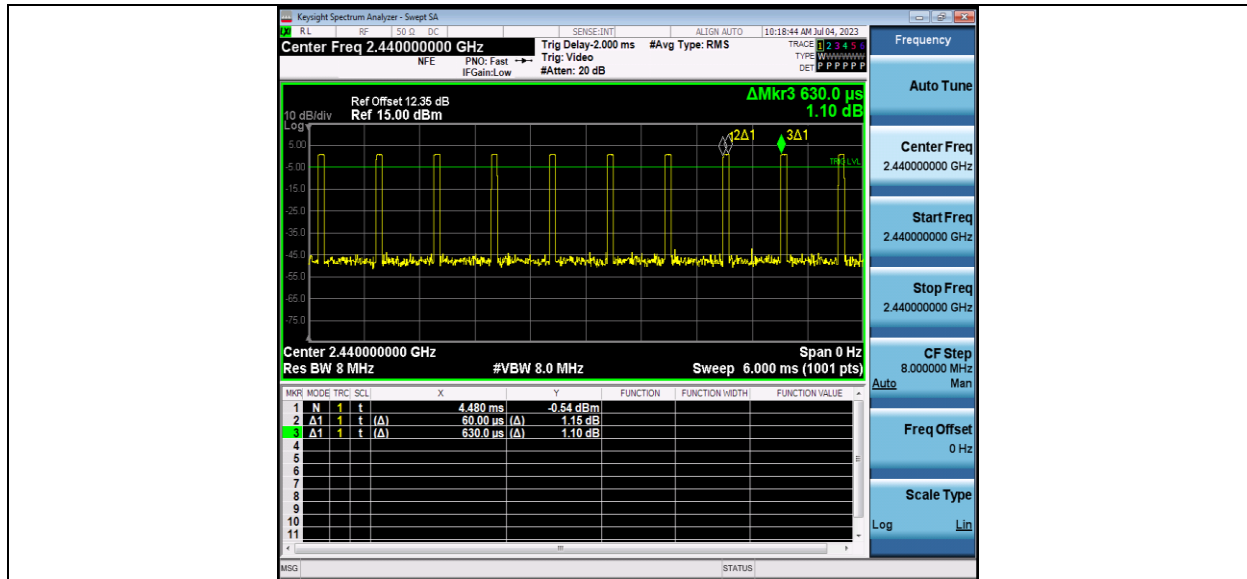 Keysight Spectrum Analyzer - Swept SA
RL RF 50 Ω DC SENSE:INT ALIGN AUTO 10:18:44 AM Jul 04, 2023
Center Freq 2.440000000 GHz
NFE PNO: Fast IFGain:Low
Trig Delay-2.000 ms #Avg Type: RMS
Trig: Video
#Atten: 20 dB
TRACE 1 2 3 4 5 6
TYPE WWWWWW
DET P P P P P P
ΔMkr3 630.0 µs
1.10 dB
Ref Offset 12.35 dB
10 dB/div Ref 15.00 dBm
Log
2Δ1 3Δ1
TRIG LVL
5.00
-5.00
-15.0
-25.0
-35.0
-45.0
-55.0
-65.0
-75.0
Center 2.440000000 GHz Span 0 Hz
Res BW 8 MHz #VBW 8.0 MHz Sweep 6.000 ms (1001 pts)
MKR MODE TRC SCL X Y FUNCTION FUNCTION WIDTH FUNCTION VALUE
1 N 1 t 4.480 ms -0.54 dBm
2 Δ1 1 t (Δ) 60.00 µs (Δ) 1.15 dB
3 Δ1 1 t (Δ) 630.0 µs (Δ) 1.10 dB
4
5
6
7
8
9
10
11
MSG STATUS
Frequency
Auto Tune
Center Freq
2.440000000 GHz
Start Freq
2.440000000 GHz
Stop Freq
2.440000000 GHz
CF Step
8.000000 MHz
Auto Man
Freq Offset
0 Hz
Scale Type
Log Lin